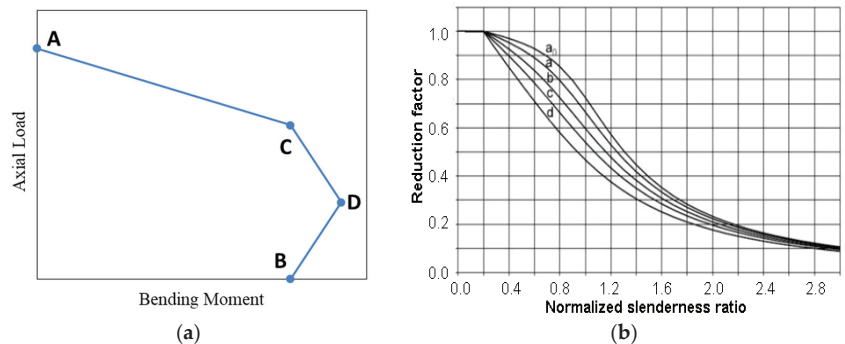 A
C
D
B
Axial Load
Bending Moment
(a)
1.0
0.8
0.6
0.4
0.2
0.0
a₀
a
b
c
d
Reduction factor
0.0 0.4 0.8 1.2 1.6 2.0 2.4 2.8
Normalized slenderness ratio
(b)